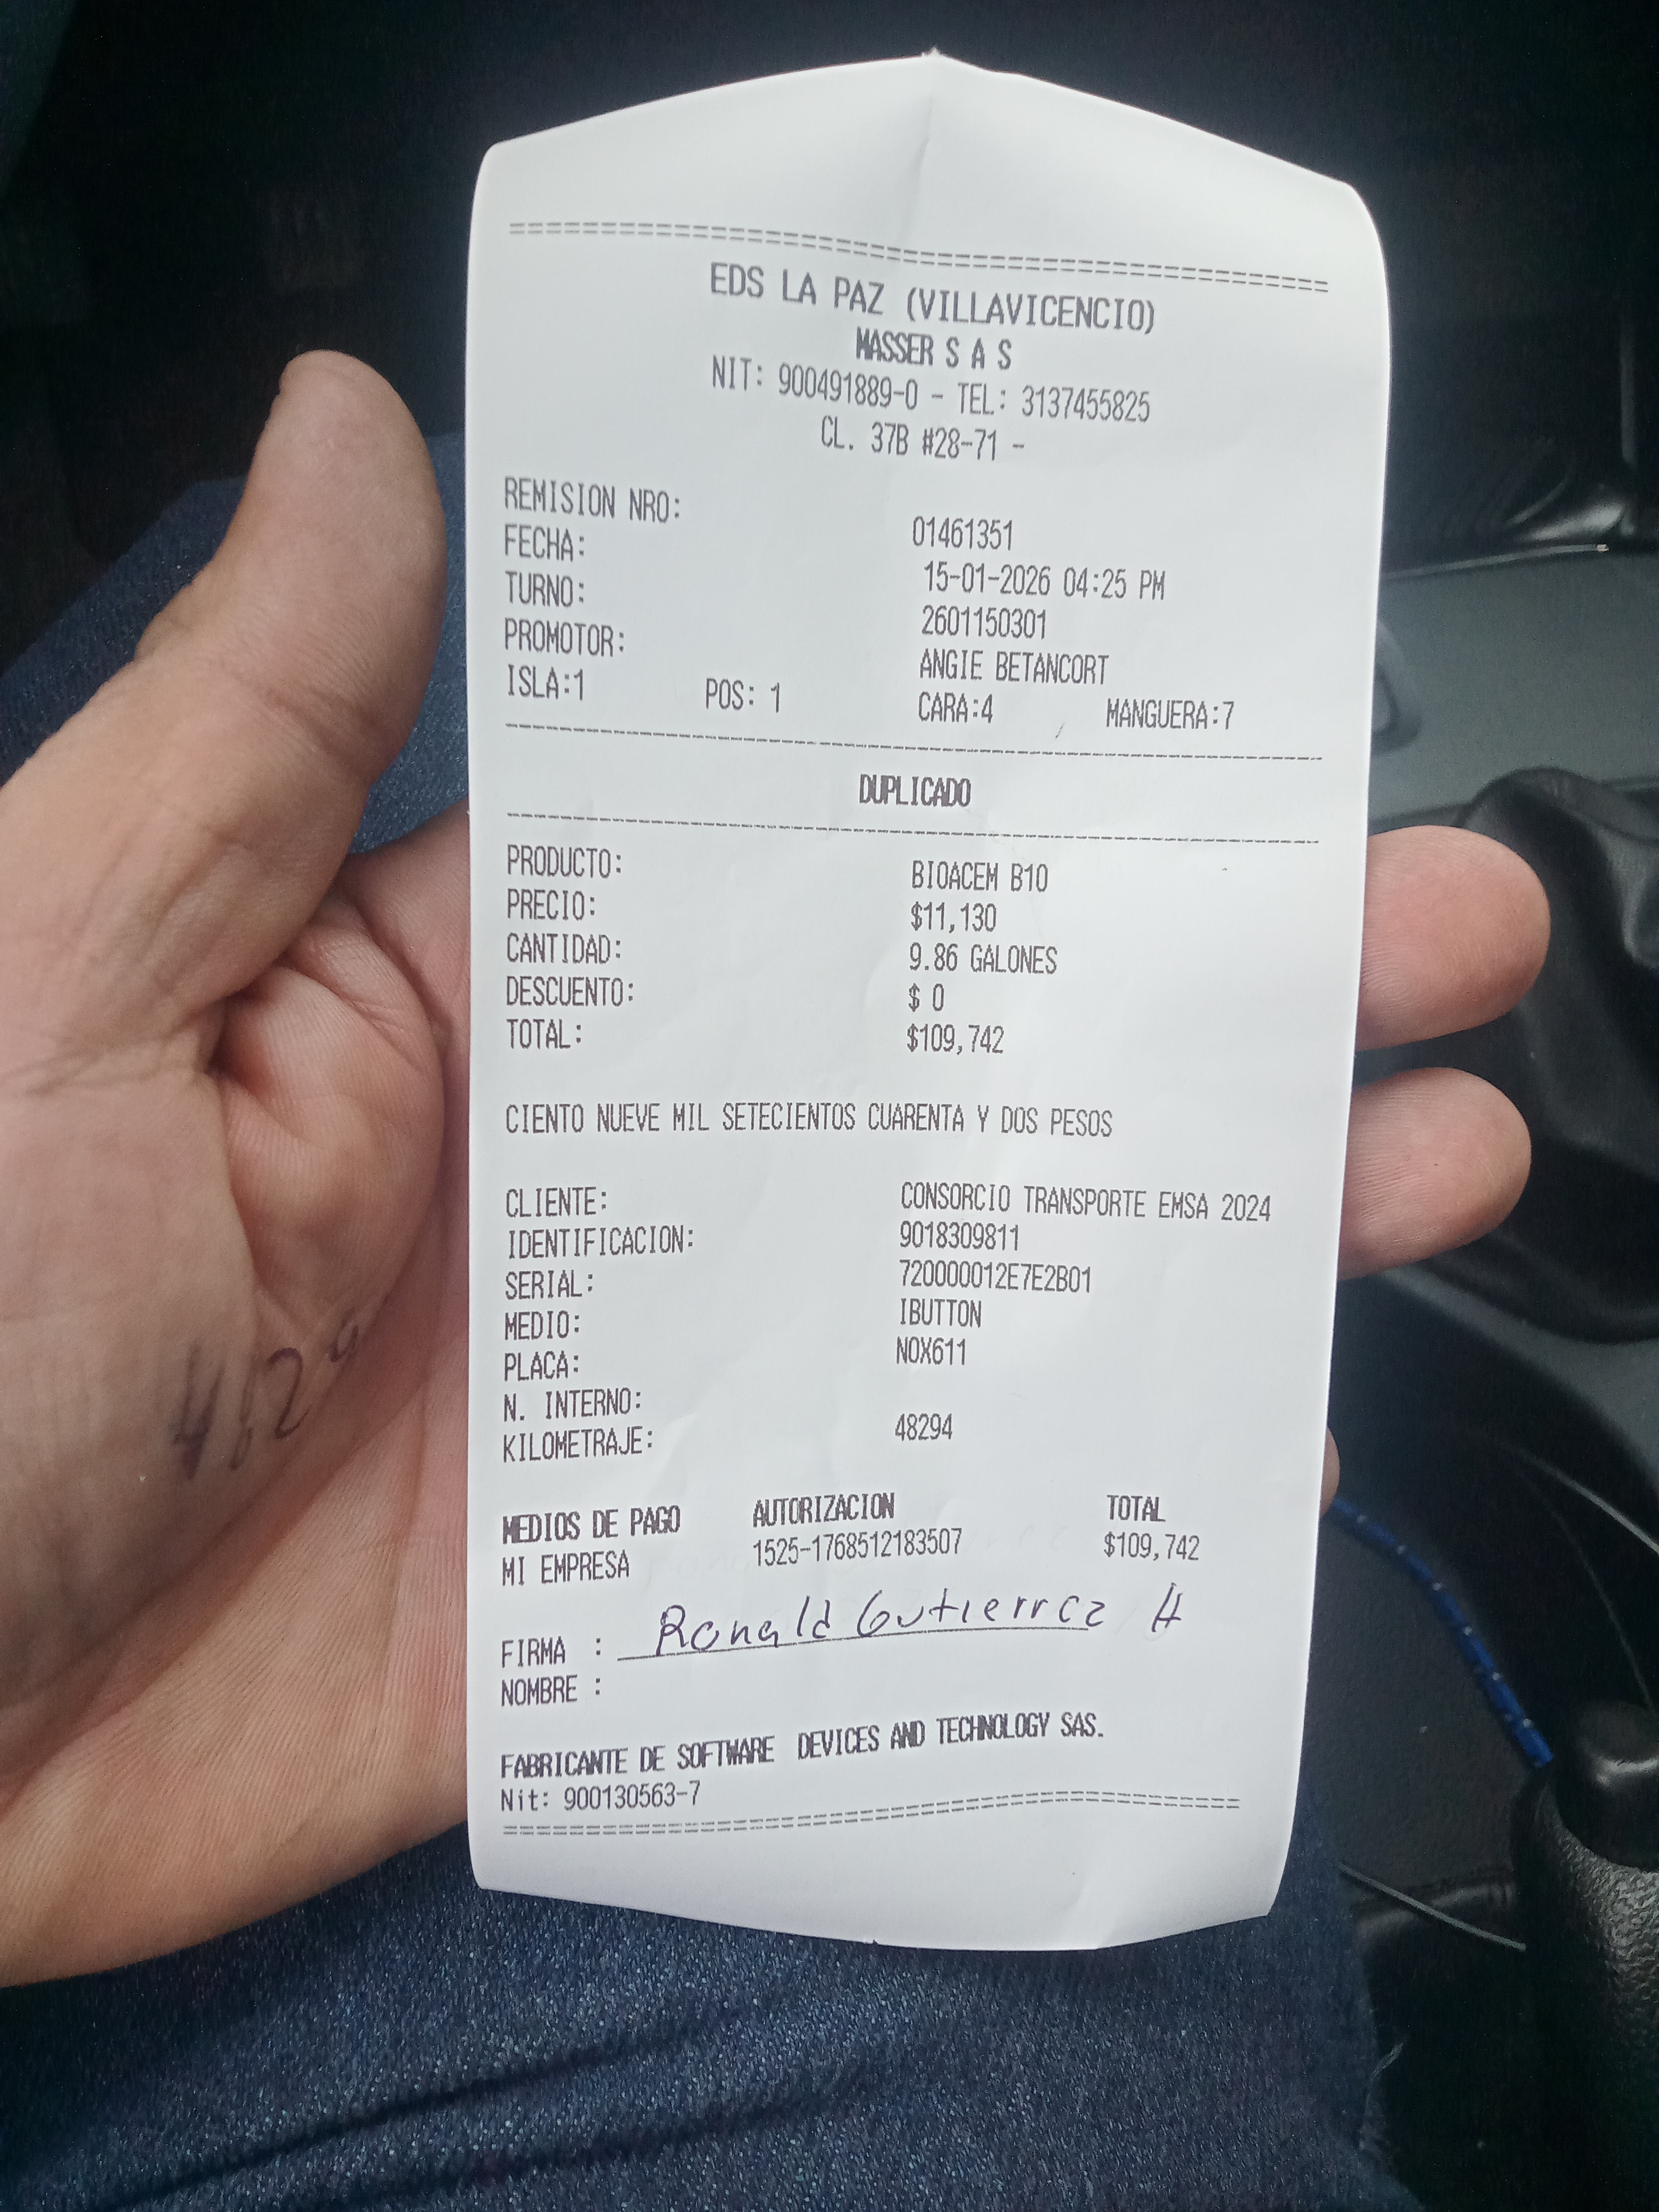 ================================================
EDS LA PAZ (VILLAVICENCIO)
MASSER S A S
NIT: 900491889-0 - TEL: 3137455825
CL. 37B #28-71 -
REMISION NRO: 01461351
FECHA: 15-01-2026 04:25 PM
TURNO: 2601150301
PROMOTOR: ANGIE BETANCORT
ISLA:1 POS: 1 CARA:4 MANGUERA:7
DUPLICADO
PRODUCTO: BIOACEM B10
PRECIO: $11,130
CANTIDAD: 9.86 GALONES
DESCUENTO: $ 0
TOTAL: $109,742
CIENTO NUEVE MIL SETECIENTOS CUARENTA Y DOS PESOS
CLIENTE: CONSORCIO TRANSPORTE EMSA 2024
IDENTIFICACION: 9018309811
SERIAL: 720000012E7E2B01
MEDIO: IBUTTON
PLACA: NOX611
N. INTERNO:
KILOMETRAJE: 48294
MEDIOS DE PAGO AUTORIZACION TOTAL
MI EMPRESA 1525-1768512183507 $109,742
FIRMA : Ronald Gutierrez H
NOMBRE :
FABRICANTE DE SOFTWARE DEVICES AND TECHNOLOGY SAS.
Nit: 900130563-7
================================================